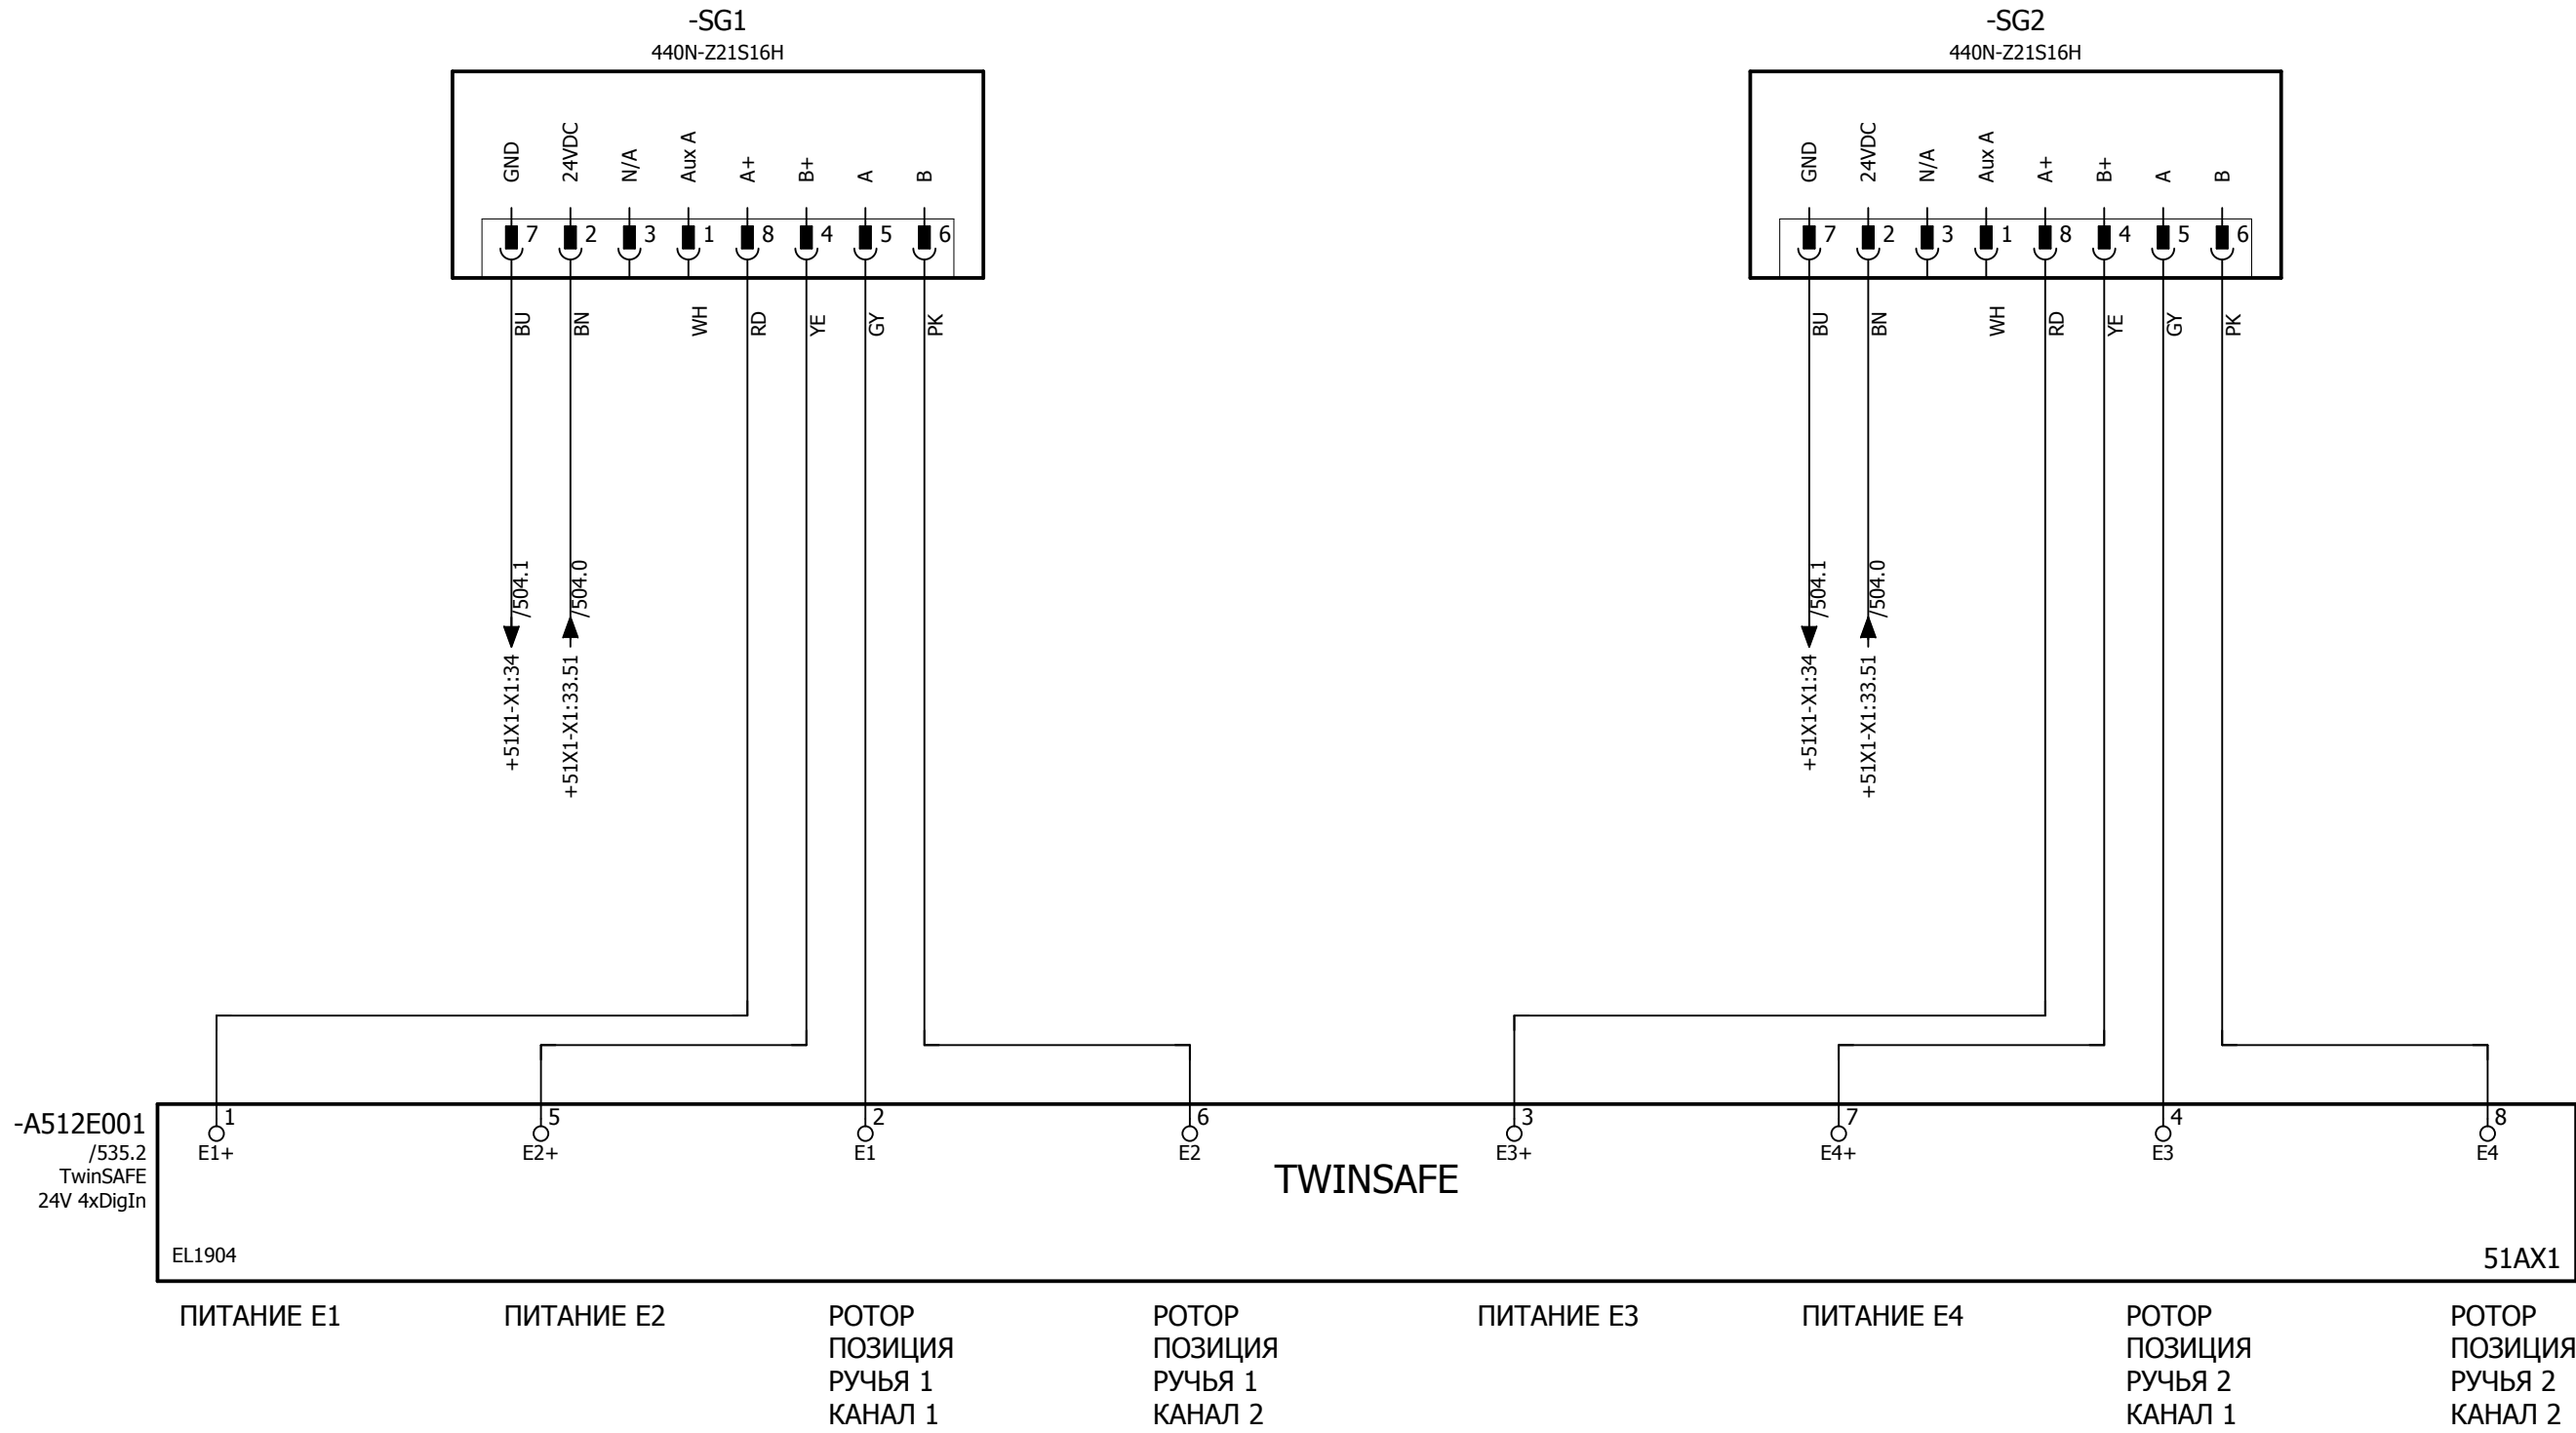 -SG1
440N-Z21S16H
GND
24VDC
N/A
Aux A
A+
B+
A
B
7
2
3
1
8
4
5
6
BU
BN
WH
RD
YE
GY
PK
/504.1
/504.0
+51X1-X1:34
+51X1-X1:33.51
-SG2
440N-Z21S16H
GND
24VDC
N/A
Aux A
A+
B+
A
B
7
2
3
1
8
4
5
6
BU
BN
WH
RD
YE
GY
PK
/504.1
/504.0
+51X1-X1:34
+51X1-X1:33.51
-A512E001
/535.2
TwinSAFE
24V 4xDigIn
1
5
2
6
3
7
4
8
E1+
E2+
E1
E2
E3+
E4+
E3
E4
TWINSAFE
EL1904
51AX1
ПИТАНИЕ E1
ПИТАНИЕ E2
РОТОР
ПОЗИЦИЯ
РУЧЬЯ 1
КАНАЛ 1
РОТОР
ПОЗИЦИЯ
РУЧЬЯ 1
КАНАЛ 2
ПИТАНИЕ E3
ПИТАНИЕ E4
РОТОР
ПОЗИЦИЯ
РУЧЬЯ 2
КАНАЛ 1
РОТОР
ПОЗИЦИЯ
РУЧЬЯ 2
КАНАЛ 2